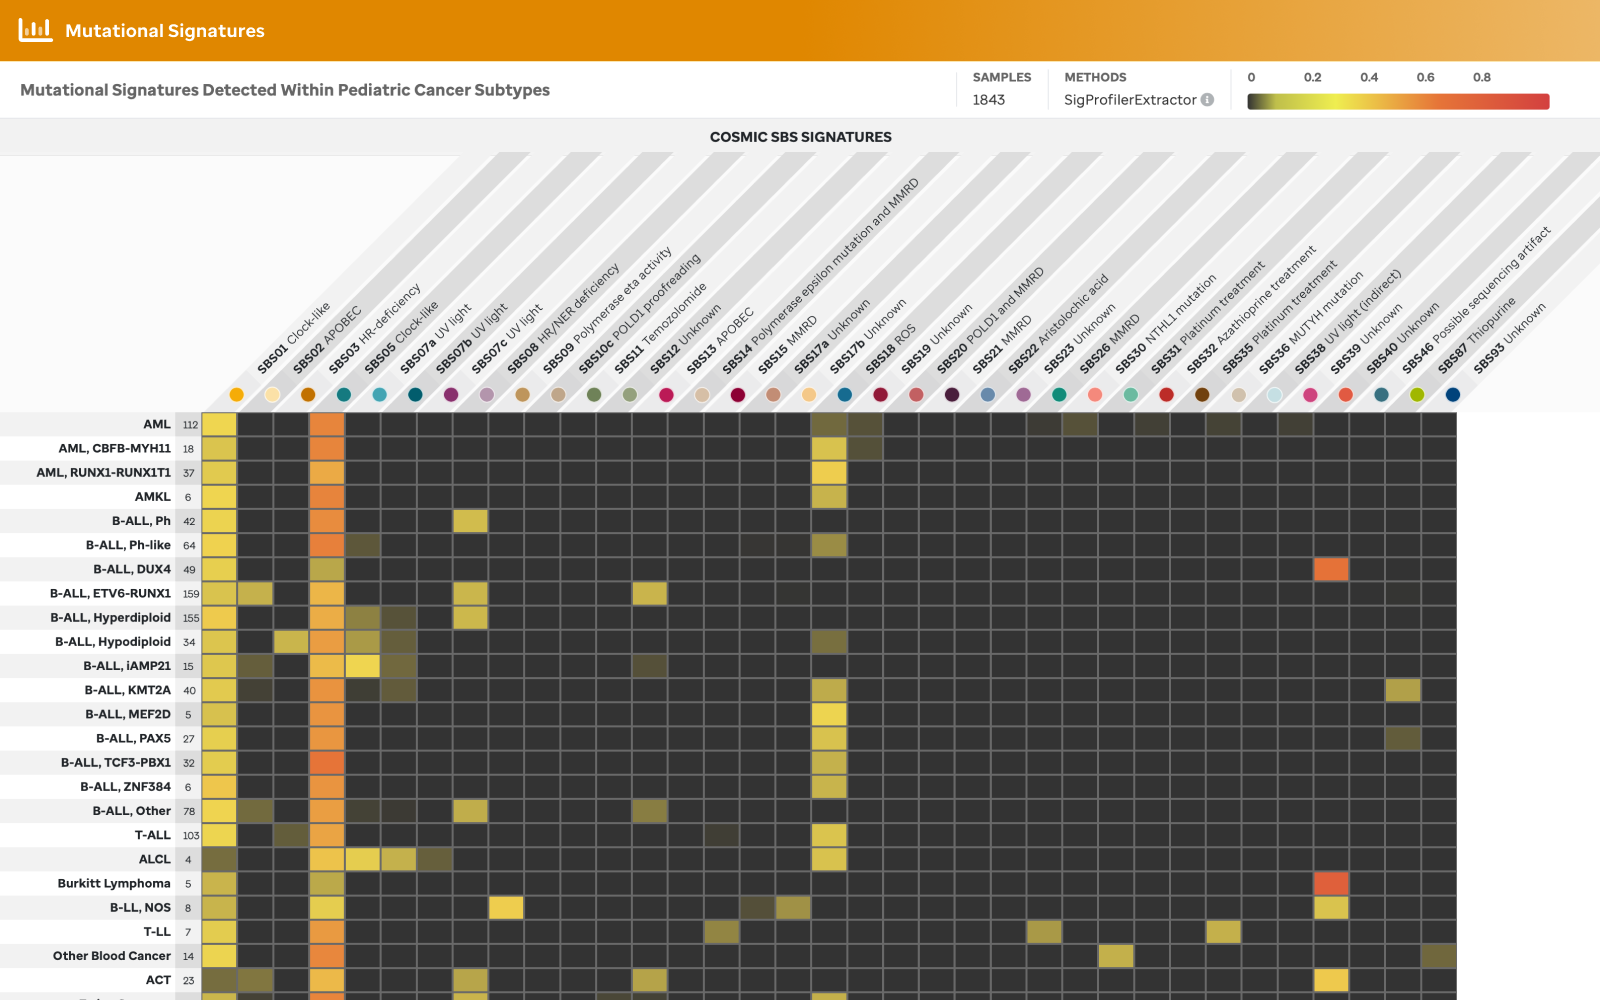 Mutational Signatures
Mutational Signatures Detected Within Pediatric Cancer Subtypes
SAMPLES
1843
METHODS
SigProfilerExtractor
0 0.2 0.4 0.6 0.8
COSMIC SBS SIGNATURES
SBS01 Clock-like
SBS02 APOBEC
SBS03 HR-deficiency
SBS05 Clock-like
SBS07a UV light
SBS07b UV light
SBS07c UV light
SBS08 HR/NER deficiency
SBS09 Polymerase eta activity
SBS10c POLD1 proofreading
SBS11 Temozolomide
SBS12 Unknown
SBS13 APOBEC
SBS14 Polymerase epsilon mutation and MMRD
SBS15 MMRD
SBS17a Unknown
SBS17b Unknown
SBS18 ROS
SBS19 Unknown
SBS20 POLD1 and MMRD
SBS21 MMRD
SBS22 Aristolochic acid
SBS23 Unknown
SBS26 MMRD
SBS30 NTHL1 mutation
SBS31 Platinum treatment
SBS32 Azathioprine treatment
SBS35 Platinum treatment
SBS36 MUTYH mutation
SBS38 UV light (indirect)
SBS39 Unknown
SBS40 Unknown
SBS46 Possible sequencing artifact
SBS87 Thiopurine
SBS93 Unknown
AML 112
AML, CBFB-MYH11 18
AML, RUNX1-RUNX1T1 37
AMKL 6
B-ALL, Ph 42
B-ALL, Ph-like 64
B-ALL, DUX4 49
B-ALL, ETV6-RUNX1 159
B-ALL, Hyperdiploid 155
B-ALL, Hypodiploid 34
B-ALL, iAMP21 15
B-ALL, KMT2A 40
B-ALL, MEF2D 5
B-ALL, PAX5 27
B-ALL, TCF3-PBX1 32
B-ALL, ZNF384 6
B-ALL, Other 78
T-ALL 103
ALCL 4
Burkitt Lymphoma 5
B-LL, NOS 8
T-LL 7
Other Blood Cancer 14
ACT 23